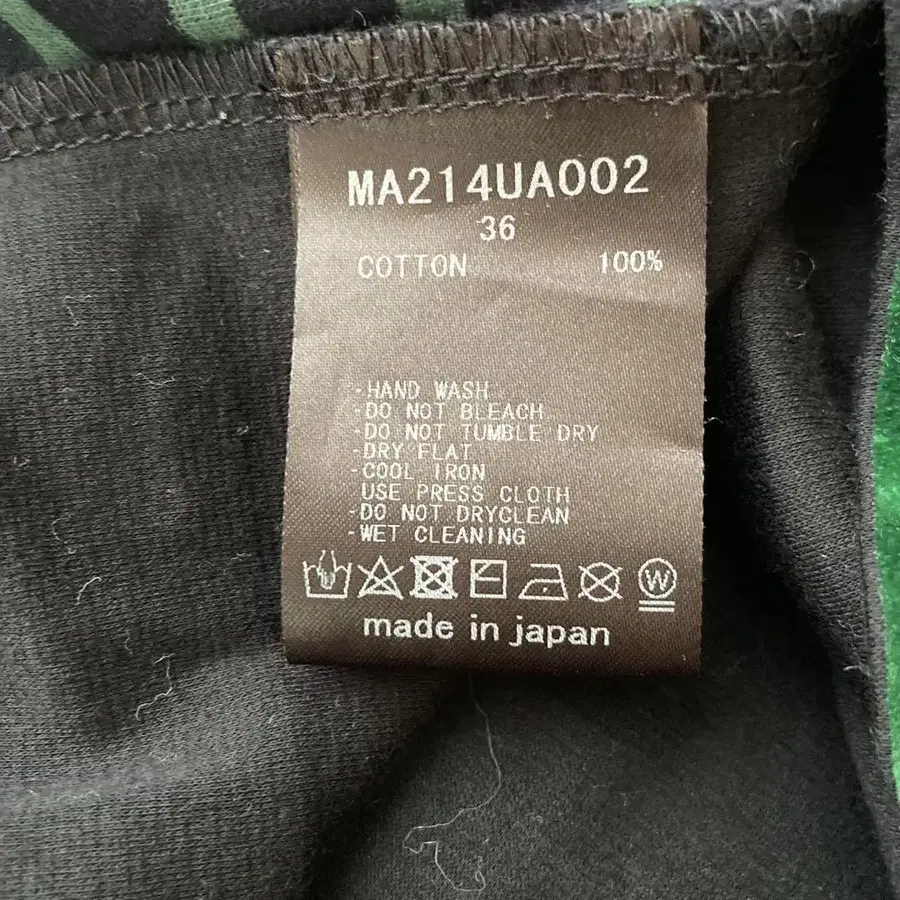 MA214UA002
36
COTTON 100%
-HAND WASH
-DO NOT BLEACH
-DO NOT TUMBLE DRY
-DRY FLAT
-COOL IRON
USE PRESS CLOTH
-DO NOT DRYCLEAN
-WET CLEANING
W
made in japan